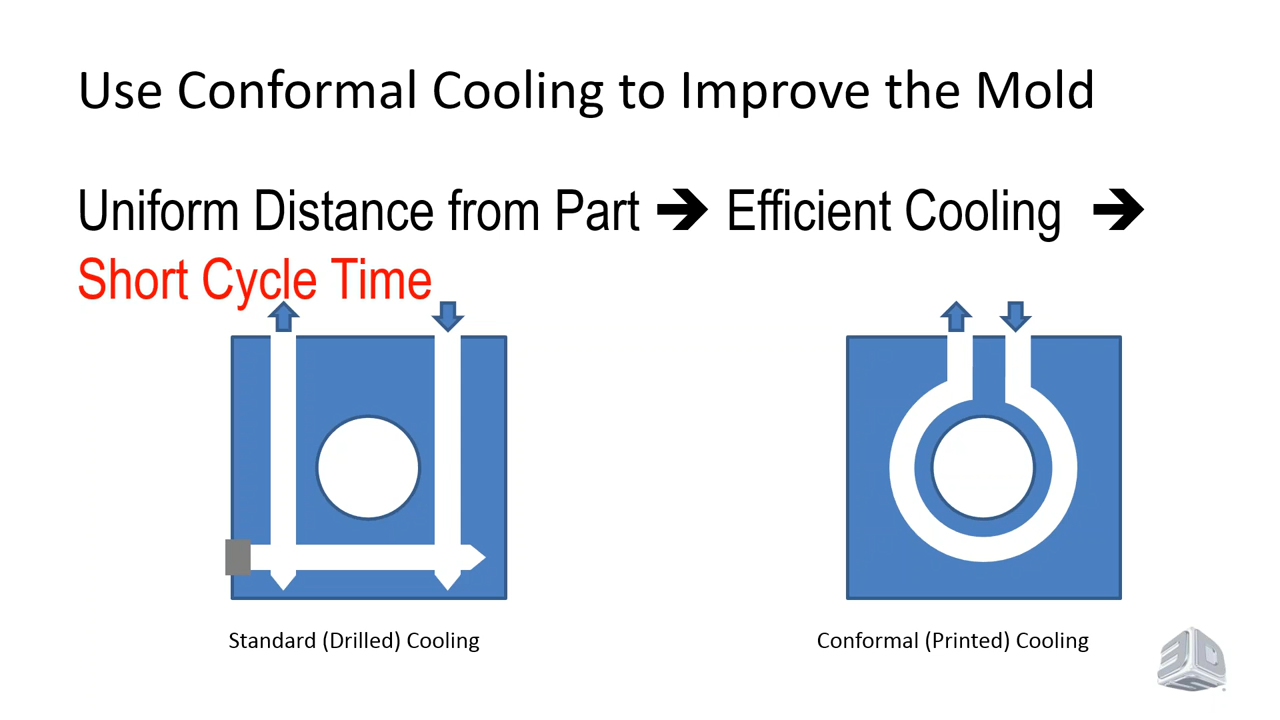 Use Conformal Cooling to Improve the Mold
Uniform Distance from Part ➔ Efficient Cooling ➔
Short Cycle Time
Standard (Drilled) Cooling
Conformal (Printed) Cooling
3DS